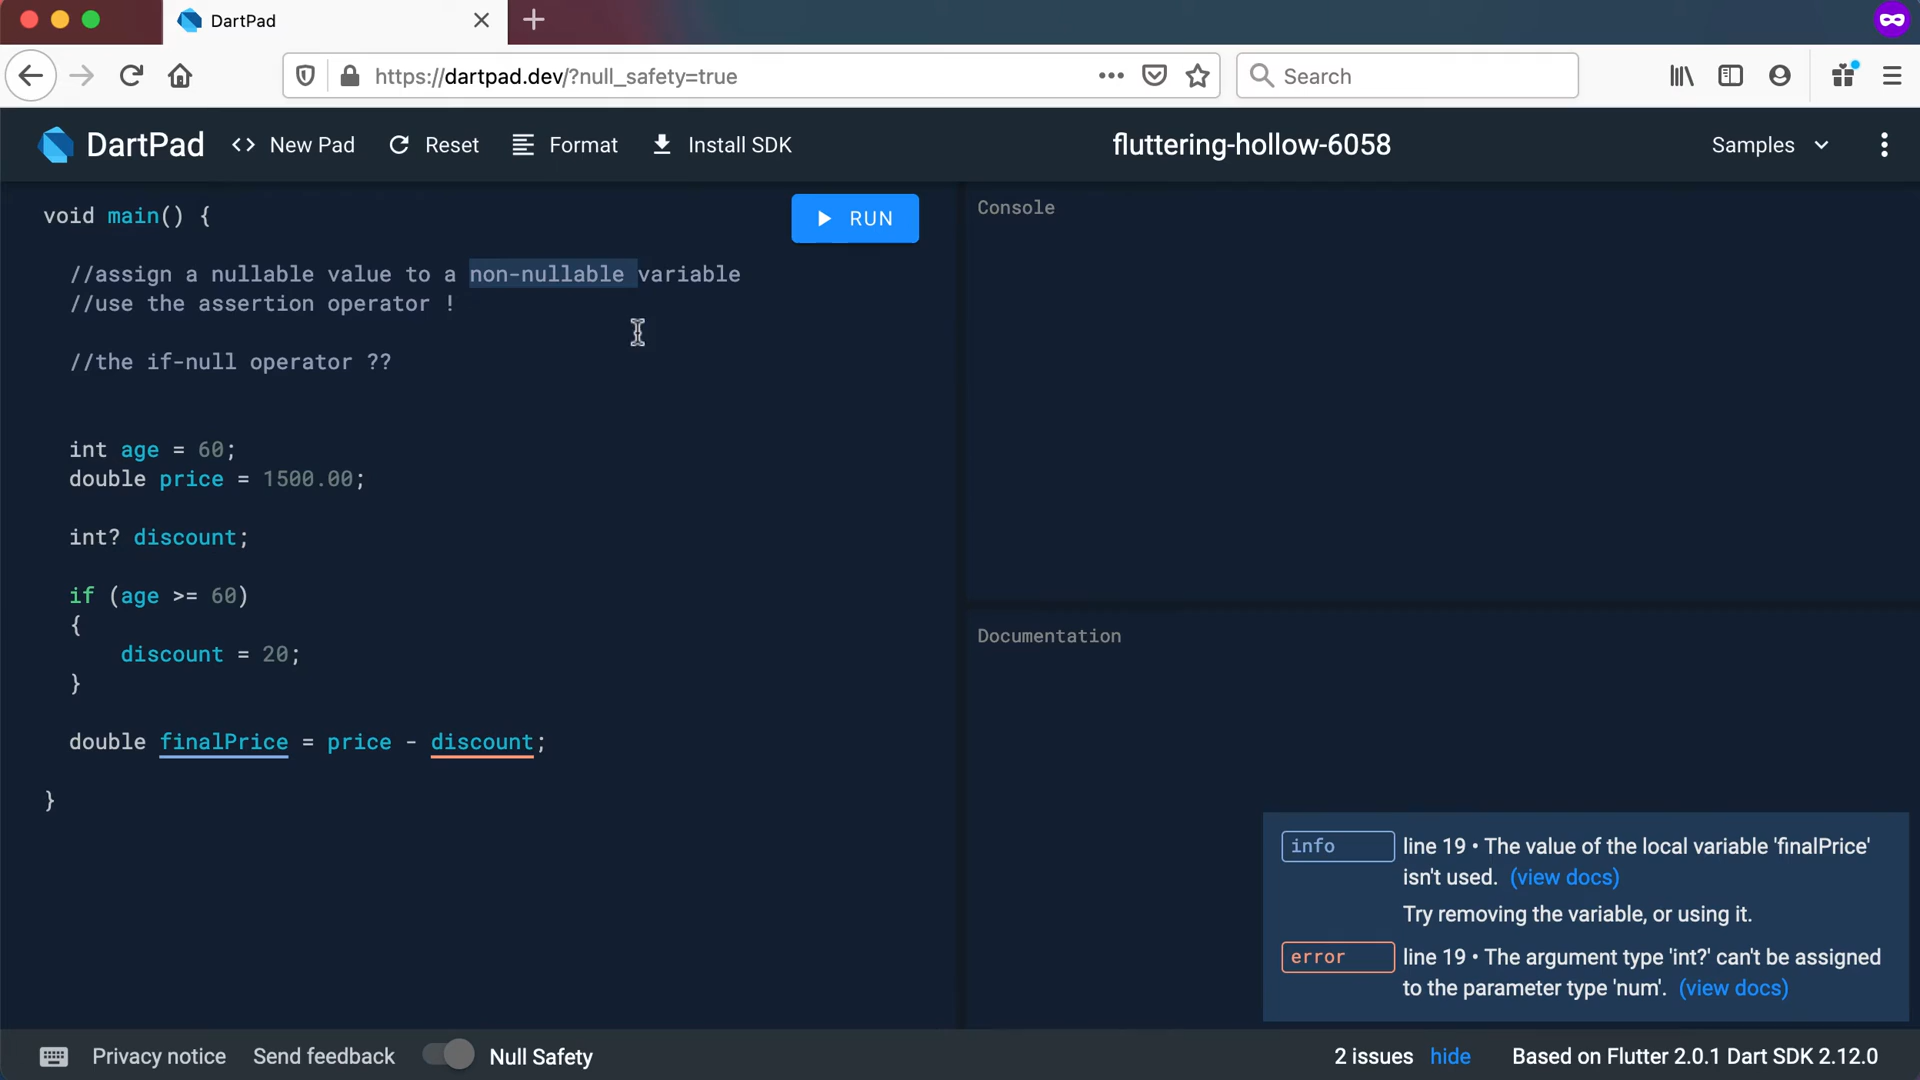 DartPad
https://dartpad.dev/?null_safety=true
Search
DartPad
New Pad
Reset
Format
Install SDK
fluttering-hollow-6058
Samples
void main() {
//assign a nullable value to a non-nullable variable
//use the assertion operator !
//the if-null operator ??
int age = 60;
double price = 1500.00;
int? discount;
if (age >= 60)
{
discount = 20;
}
double finalPrice = price - discount;
}
RUN
Console
Documentation
info
line 19 • The value of the local variable 'finalPrice'
isn't used. (view docs)
Try removing the variable, or using it.
error
line 19 • The argument type 'int?' can't be assigned
to the parameter type 'num'. (view docs)
Privacy notice
Send feedback
Null Safety
2 issues
hide
Based on Flutter 2.0.1 Dart SDK 2.12.0